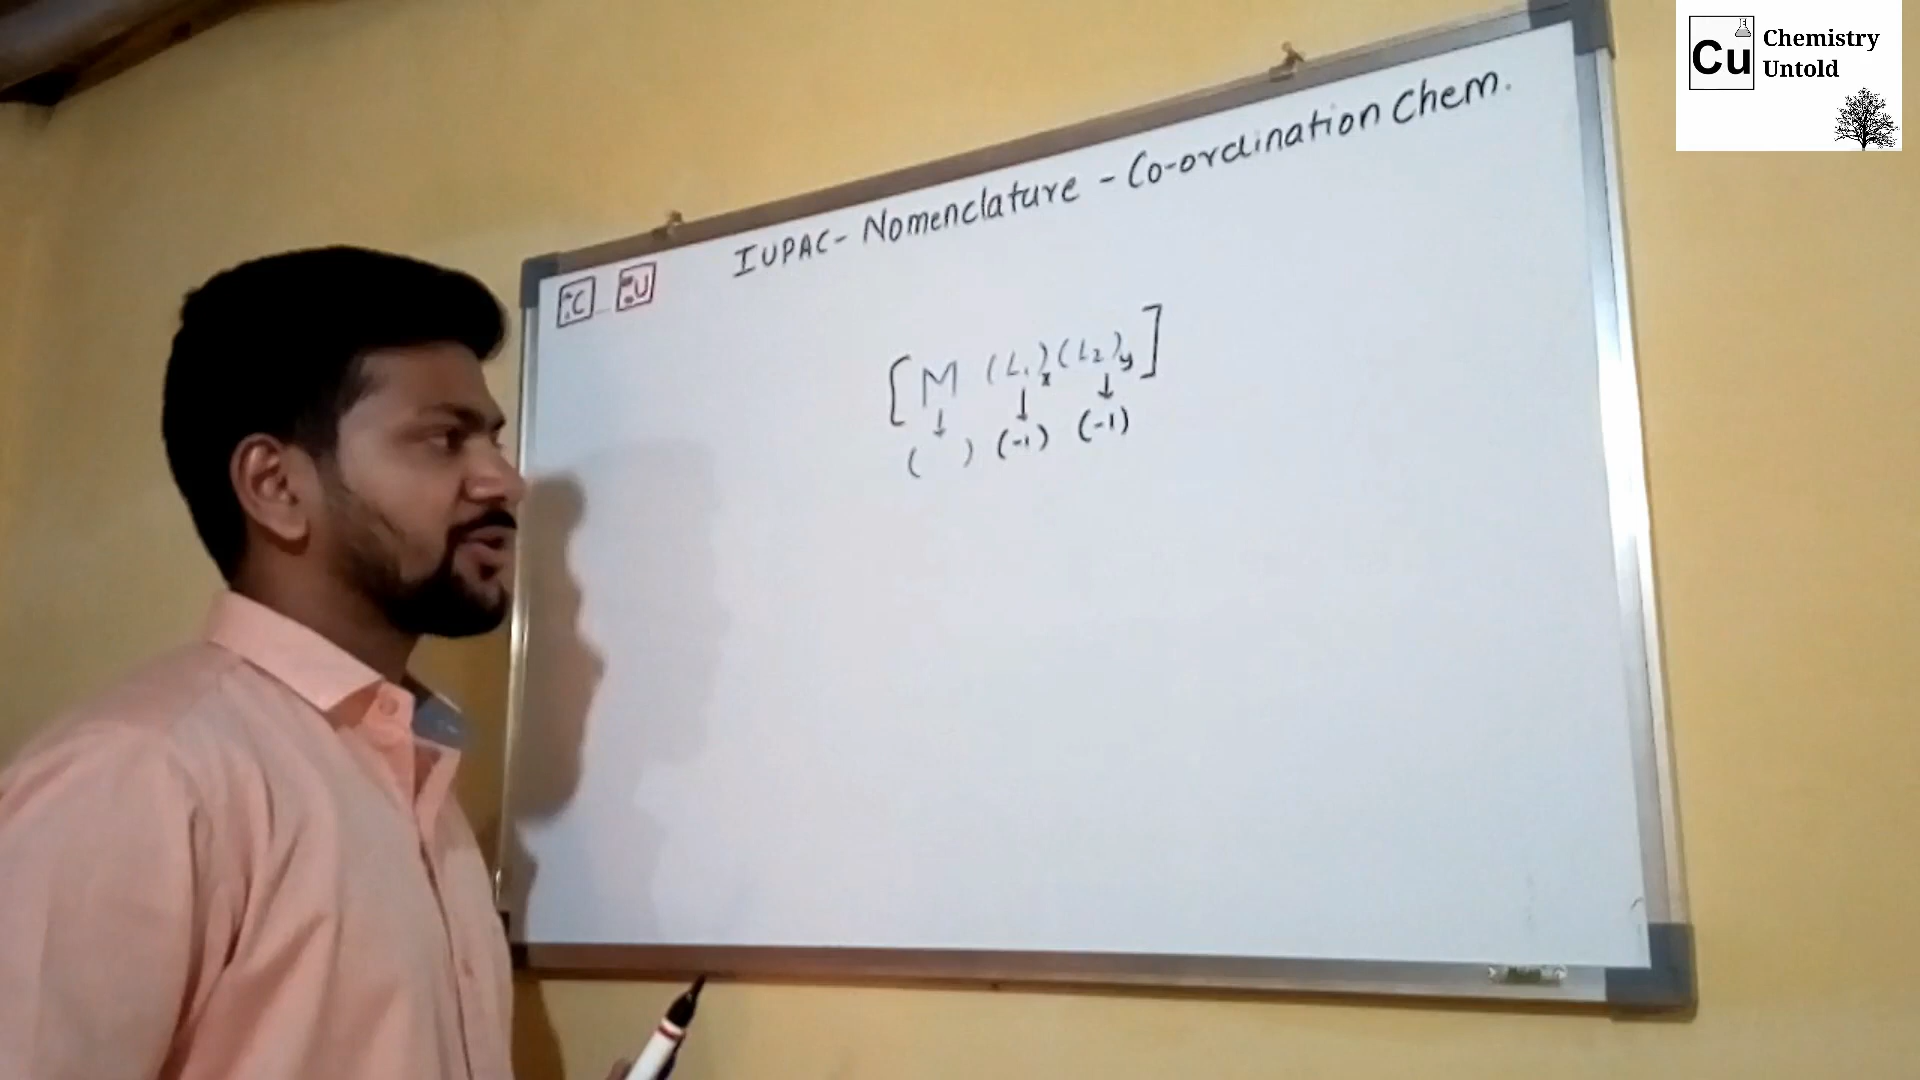 Cu Chemistry
Untold
IUPAC- Nomenclature - Co-ordination Chem.
C U
[M (L₁)ₓ(L₂)y]
↓ ↓ ↓
( ) (-1) (-1)